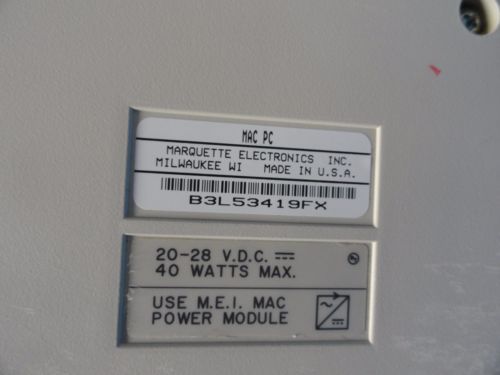 MAC PC
MARQUETTE ELECTRONICS INC.
MILWAUKEE WI MADE IN U.S.A.
B3L53419FX
20-28 V.D.C.
40 WATTS MAX.
USE M.E.I. MAC
POWER MODULE